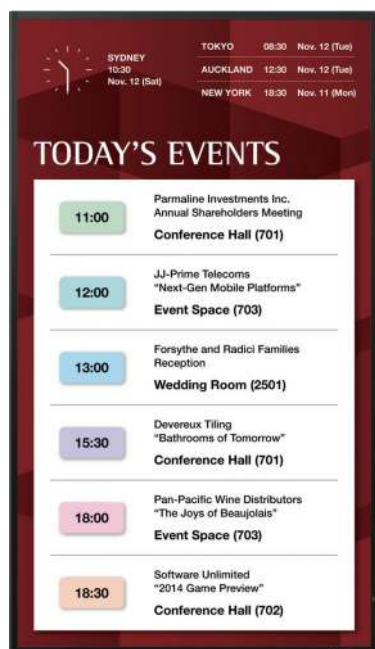 SYDNEY
10:30
Nov. 12 (Sat)
TOKYO 08:30 Nov. 12 (Tue)
AUCKLAND 12:30 Nov. 12 (Tue)
NEW YORK 18:30 Nov. 11 (Mon)
TODAY'S EVENTS
11:00
Parmaline Investments Inc.
Annual Shareholders Meeting
Conference Hall (701)
12:00
JJ-Prime Telecoms
“Next-Gen Mobile Platforms”
Event Space (703)
13:00
Forsythe and Radici Families
Reception
Wedding Room (2501)
15:30
Devereux Tiling
“Bathrooms of Tomorrow”
Conference Hall (701)
18:00
Pan-Pacific Wine Distributors
“The Joys of Beaujolais”
Event Space (703)
18:30
Software Unlimited
“2014 Game Preview”
Conference Hall (702)